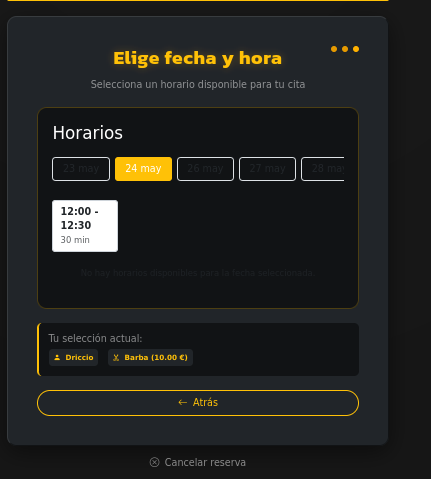 Elige fecha y hora
Selecciona un horario disponible para tu cita
Horarios
23 may 24 may 26 may 27 may 28 may
12:00 -
12:30
30 min
No hay horarios disponibles para la fecha seleccionada.
Tu selección actual:
Driccio Barba (10.00 €)
← Atrás
Cancelar reserva